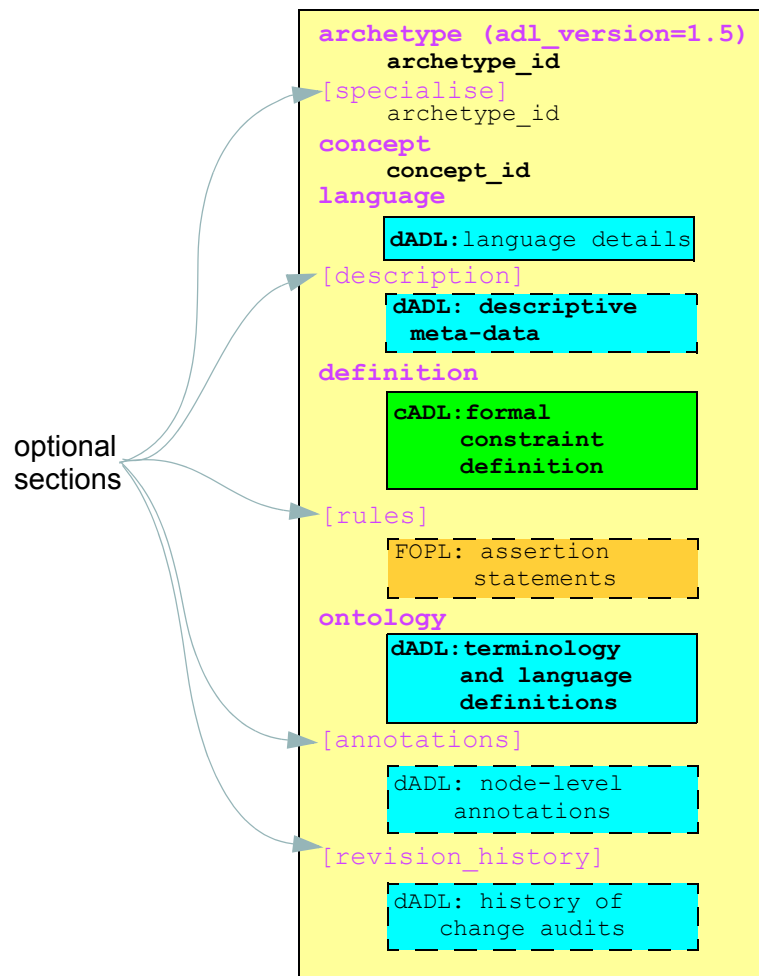 archetype (adl_version=1.5)
archetype_id
[specialise]
archetype_id
concept
concept_id
language
dADL:language details
[description]
dADL: descriptive
meta-data
definition
cADL:formal
constraint
definition
optional
sections
[rules]
FOPL: assertion
statements
ontology
dADL:terminology
and language
definitions
[annotations]
dADL: node-level
annotations
[revision_history]
dADL: history of
change audits